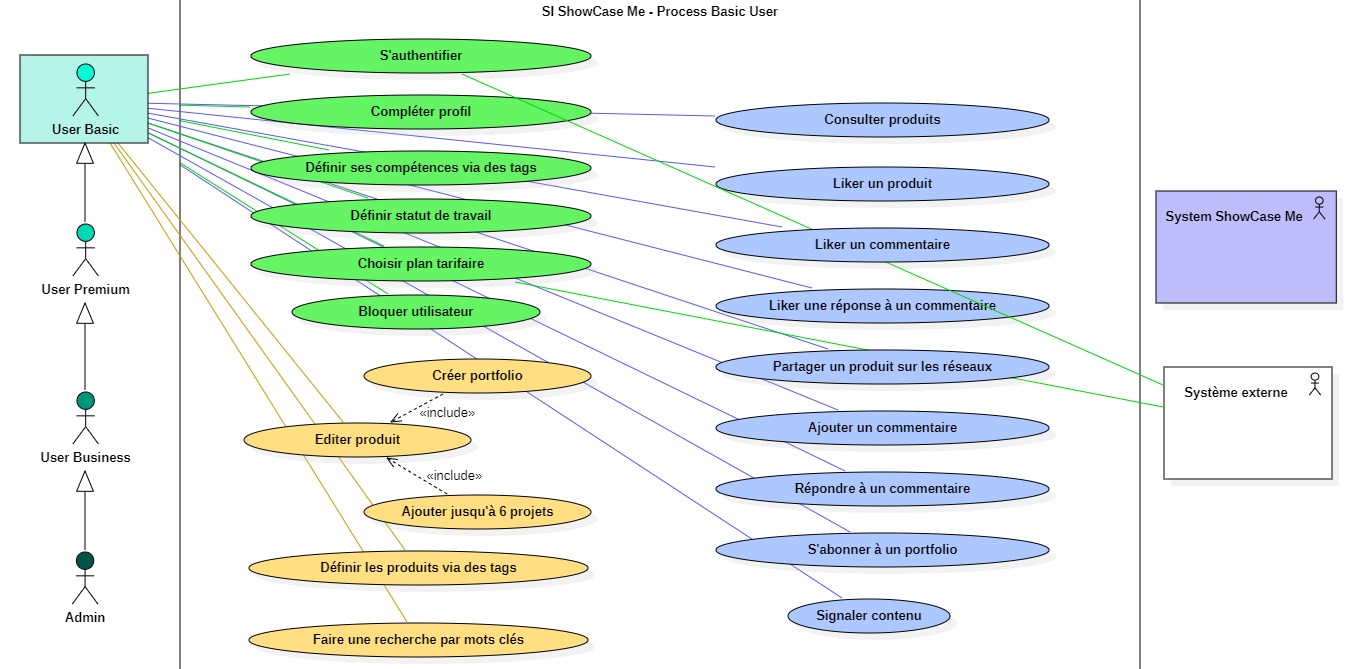 SI ShowCase Me - Process Basic User
User Basic
User Premium
User Business
Admin
S'authentifier
Compléter profil
Définir ses compétences via des tags
Définir statut de travail
Choisir plan tarifaire
Bloquer utilisateur
Créer portfolio
«include»
Editer produit
«include»
Ajouter jusqu'à 6 projets
Définir les produits via des tags
Faire une recherche par mots clés
Consulter produits
Liker un produit
Liker un commentaire
Liker une réponse à un commentaire
Partager un produit sur les réseaux
Ajouter un commentaire
Répondre à un commentaire
S'abonner à un portfolio
Signaler contenu
System ShowCase Me
Système externe